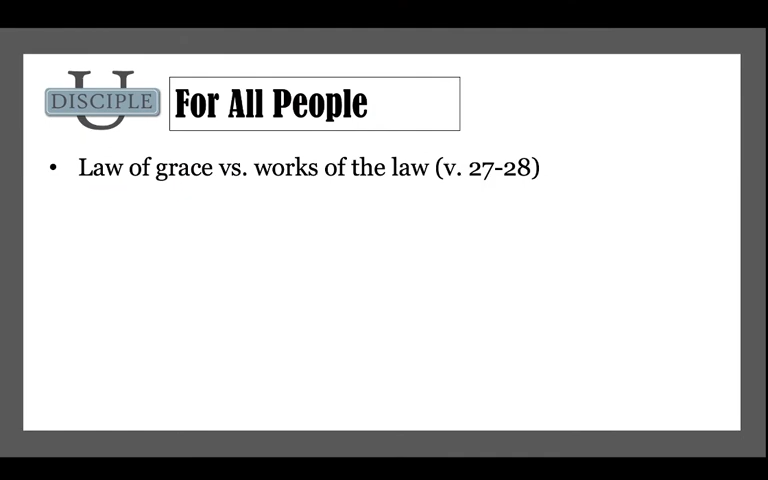 U
DISCIPLE
For All People
• Law of grace vs. works of the law (v. 27-28)